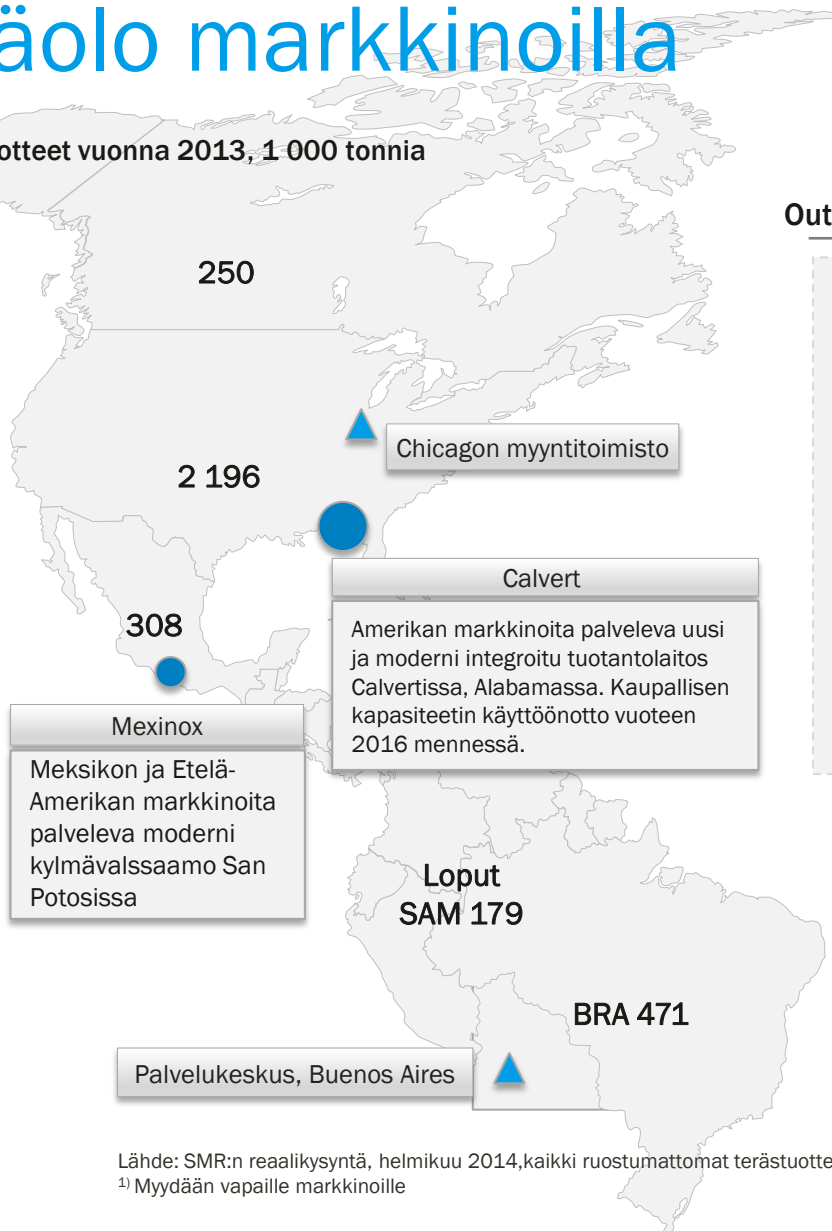 äolo markkinoilla
otteet vuonna 2013, 1 000 tonnia
Out
250
Chicagon myyntitoimisto
2 196
Calvert
Amerikan markkinoita palveleva uusi
ja moderni integroitu tuotantolaitos
Calvertissa, Alabamassa. Kaupallisen
kapasiteetin käyttöönotto vuoteen
2016 mennessä.
308
Mexinox
Meksikon ja Etelä-
Amerikan markkinoita
palveleva moderni
kylmävalssaamo San
Potosissa
Loput
SAM 179
BRA 471
Palvelukeskus, Buenos Aires
Lähde: SMR:n reaalikysyntä, helmikuu 2014,kaikki ruostumattomat terästuotte
1) Myydään vapaille markkinoille